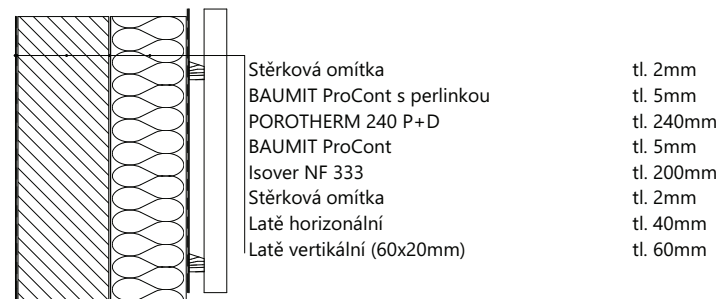 Stěrková omítka tl. 2mm
BAUMIT ProCont s perlinkou tl. 5mm
POROTHERM 240 P+D tl. 240mm
BAUMIT ProCont tl. 5mm
Isover NF 333 tl. 200mm
Stěrková omítka tl. 2mm
Latě horizonální tl. 40mm
Latě vertikální (60x20mm) tl. 60mm